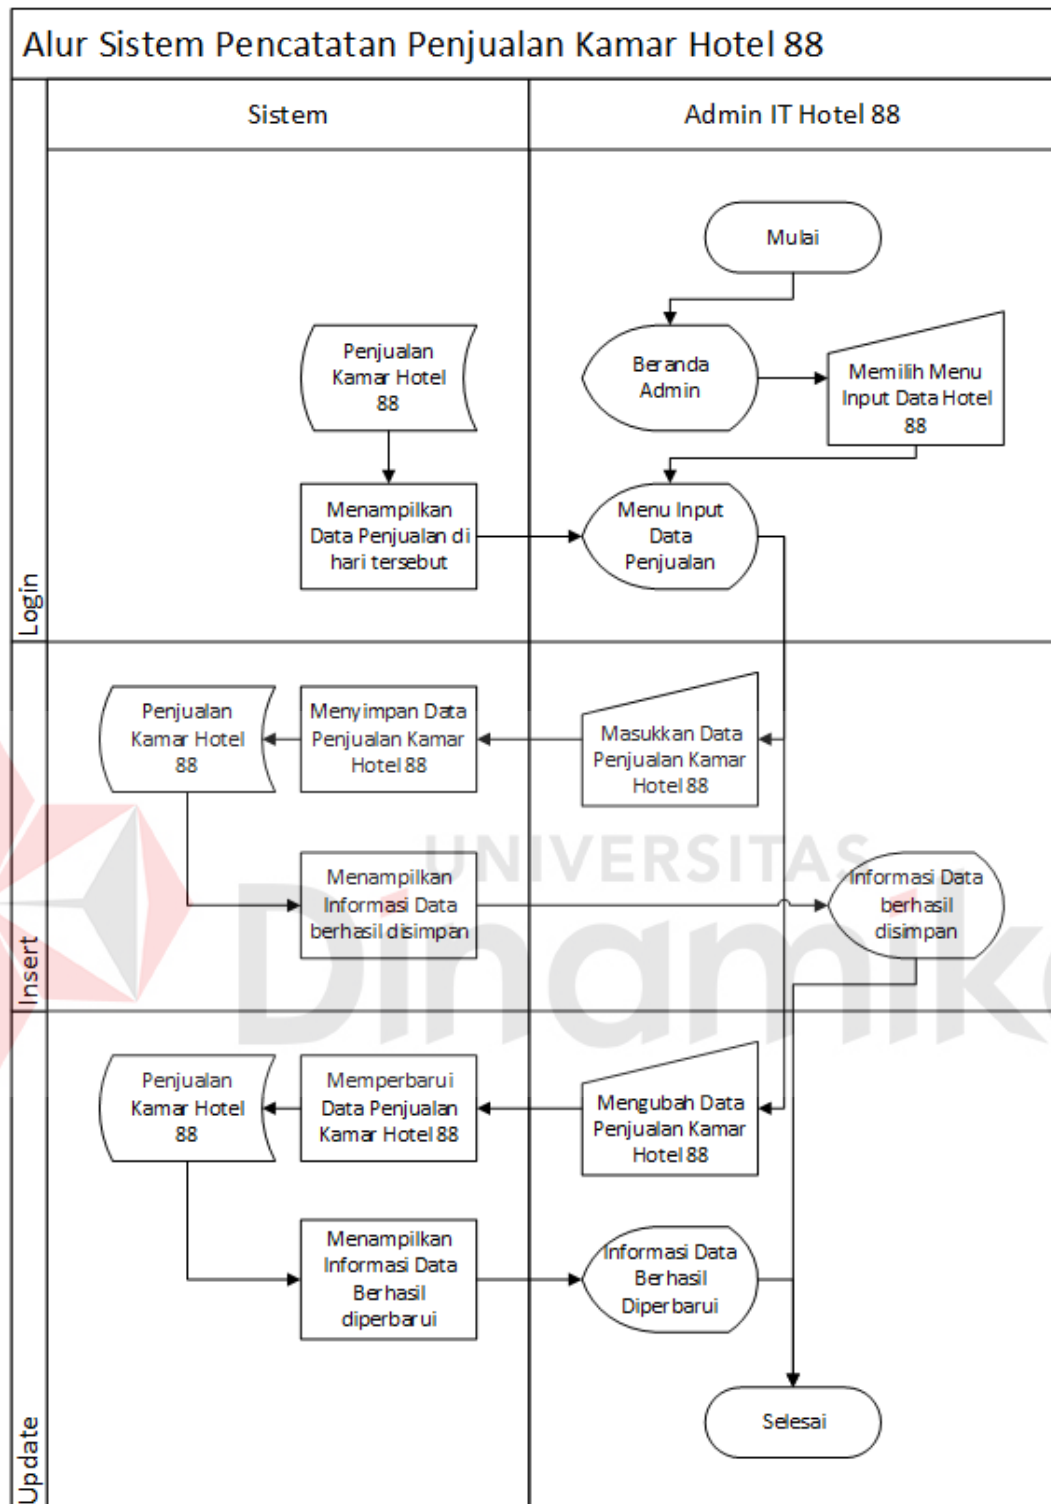 Alur Sistem Pencatatan Penjualan Kamar Hotel 88
Sistem
Admin IT Hotel 88
Login
Mulai
Penjualan
Kamar Hotel
88
Beranda
Admin
Memilih Menu
Input Data Hotel
88
Menampilkan
Data Penjualan di
hari tersebut
Menu Input
Data
Penjualan
Insert
Penjualan
Kamar Hotel
88
Menyimpan Data
Penjualan Kamar
Hotel 88
Masukkan Data
Penjualan Kamar
Hotel 88
UNIVERSITAS
Dinamika
Menampilkan
Informasi Data
berhasil disimpan
Informasi Data
berhasil
disimpan
Update
Penjualan
Kamar Hotel
88
Memperbarui
Data Penjualan
Kamar Hotel 88
Mengubah Data
Penjualan Kamar
Hotel 88
Menampilkan
Informasi Data
Berhasil
diperbarui
Informasi Data
Berhasil
Diperbarui
Selesai